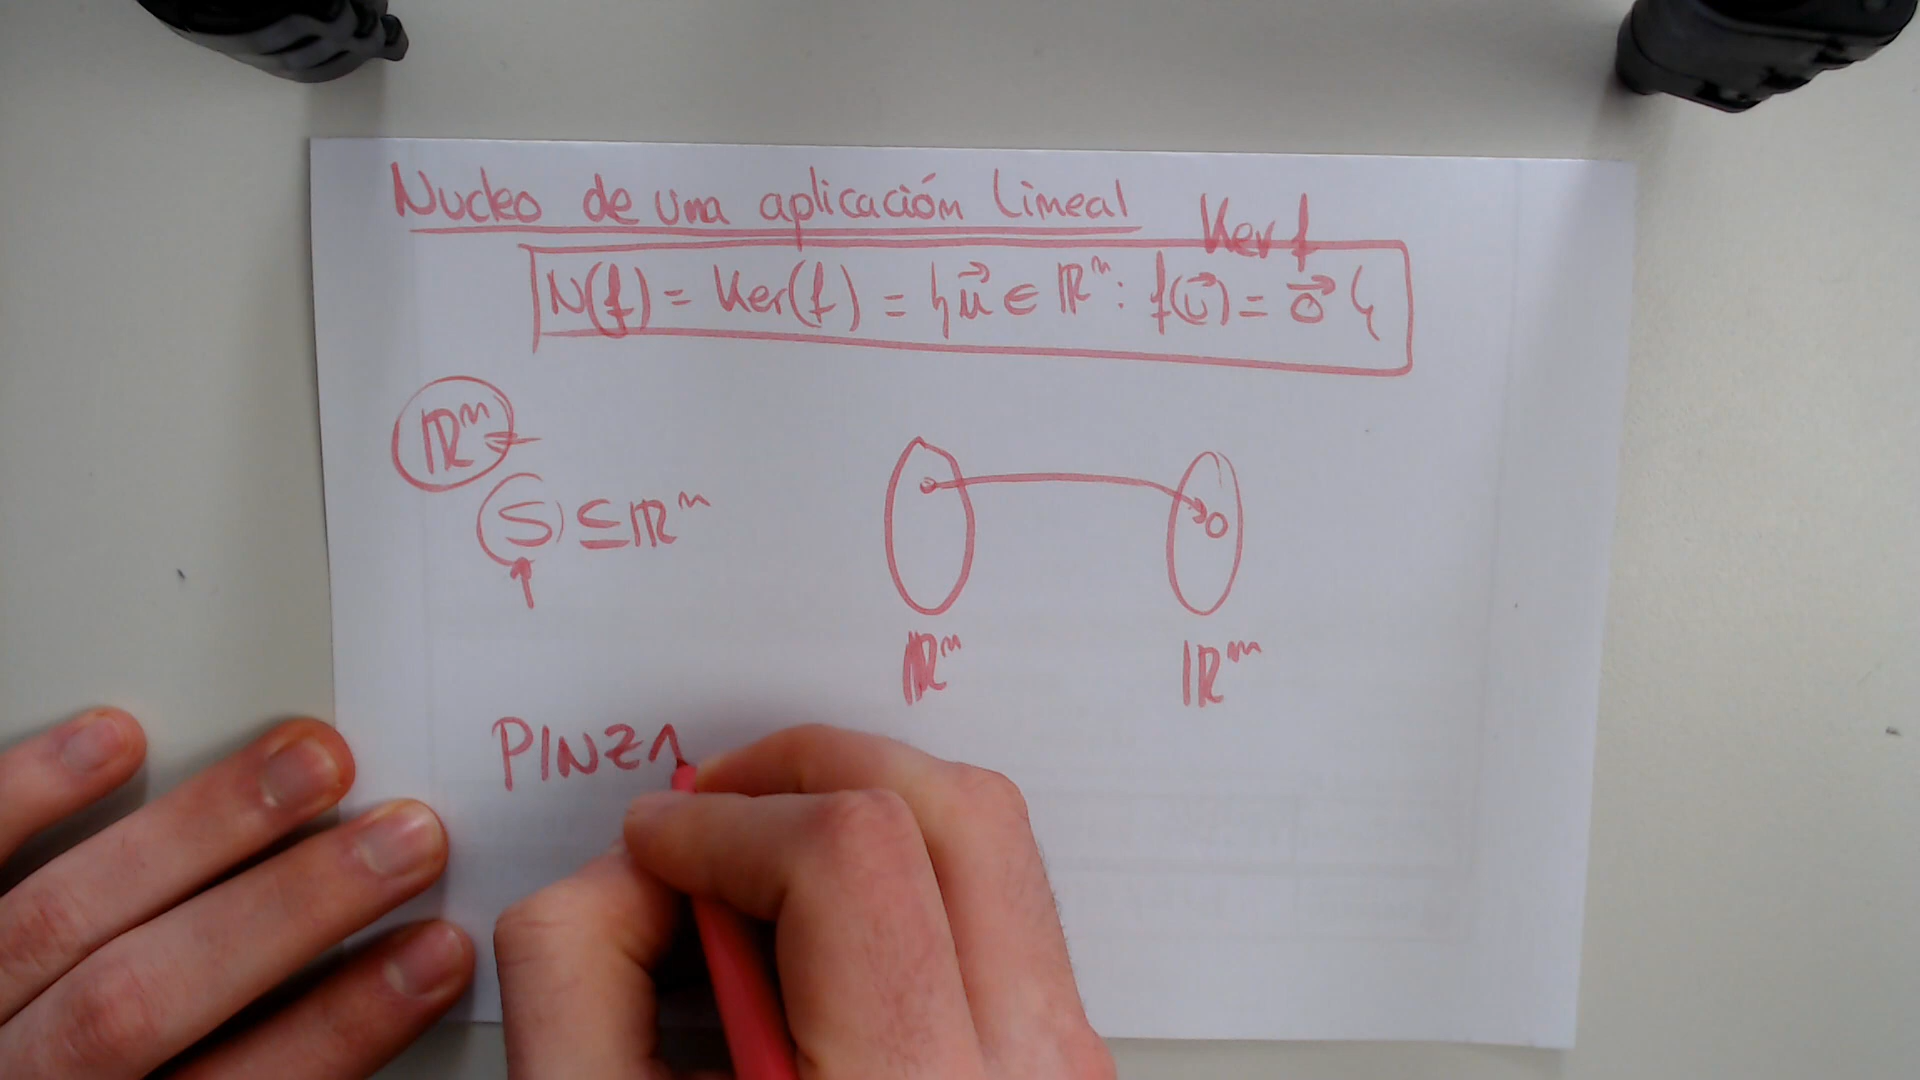 Nucleo de una aplicación lineal
Ker f
N(f) = Ker(f) = {u⃗ ∈ ℝⁿ : f(u⃗) = 0⃗}
ℝⁿ
S ⊆ ℝⁿ
0
ℝⁿ ℝᵐ
PINZA